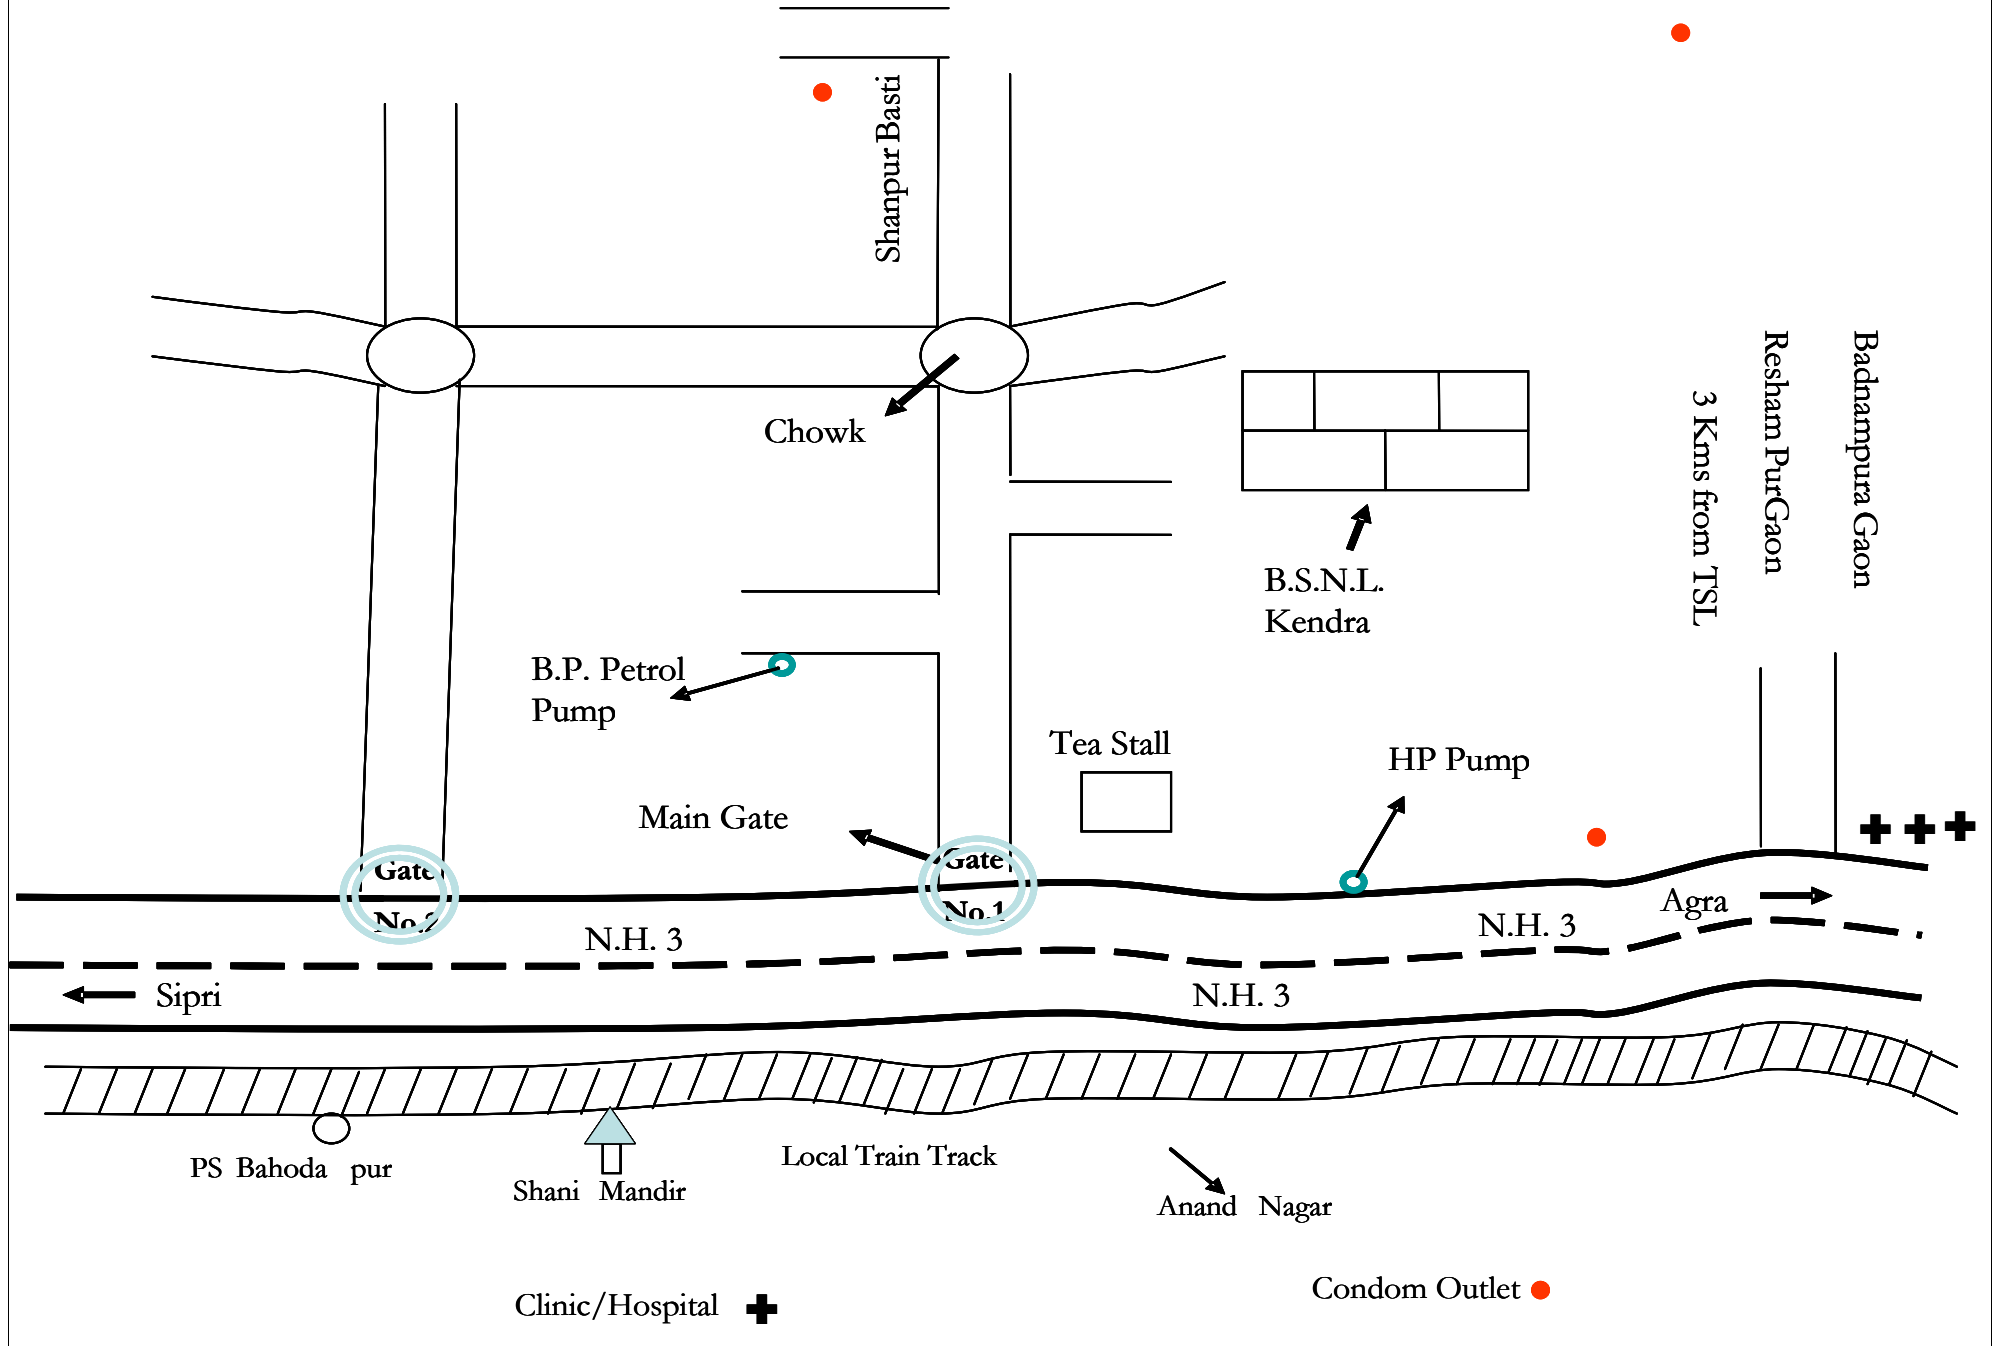 Shanpur Basti
Chowk
B.S.N.L.
Kendra
3 Kms from TSL
Resham PurGaon
Badnampura Gaon
B.P. Petrol
Pump
Tea Stall
HP Pump
Main Gate
Gate
No.2
Gate
No.1
N.H. 3
N.H. 3
Agra
Sipri
N.H. 3
PS Bahoda pur
Shani Mandir
Local Train Track
Anand Nagar
Clinic/Hospital
Condom Outlet